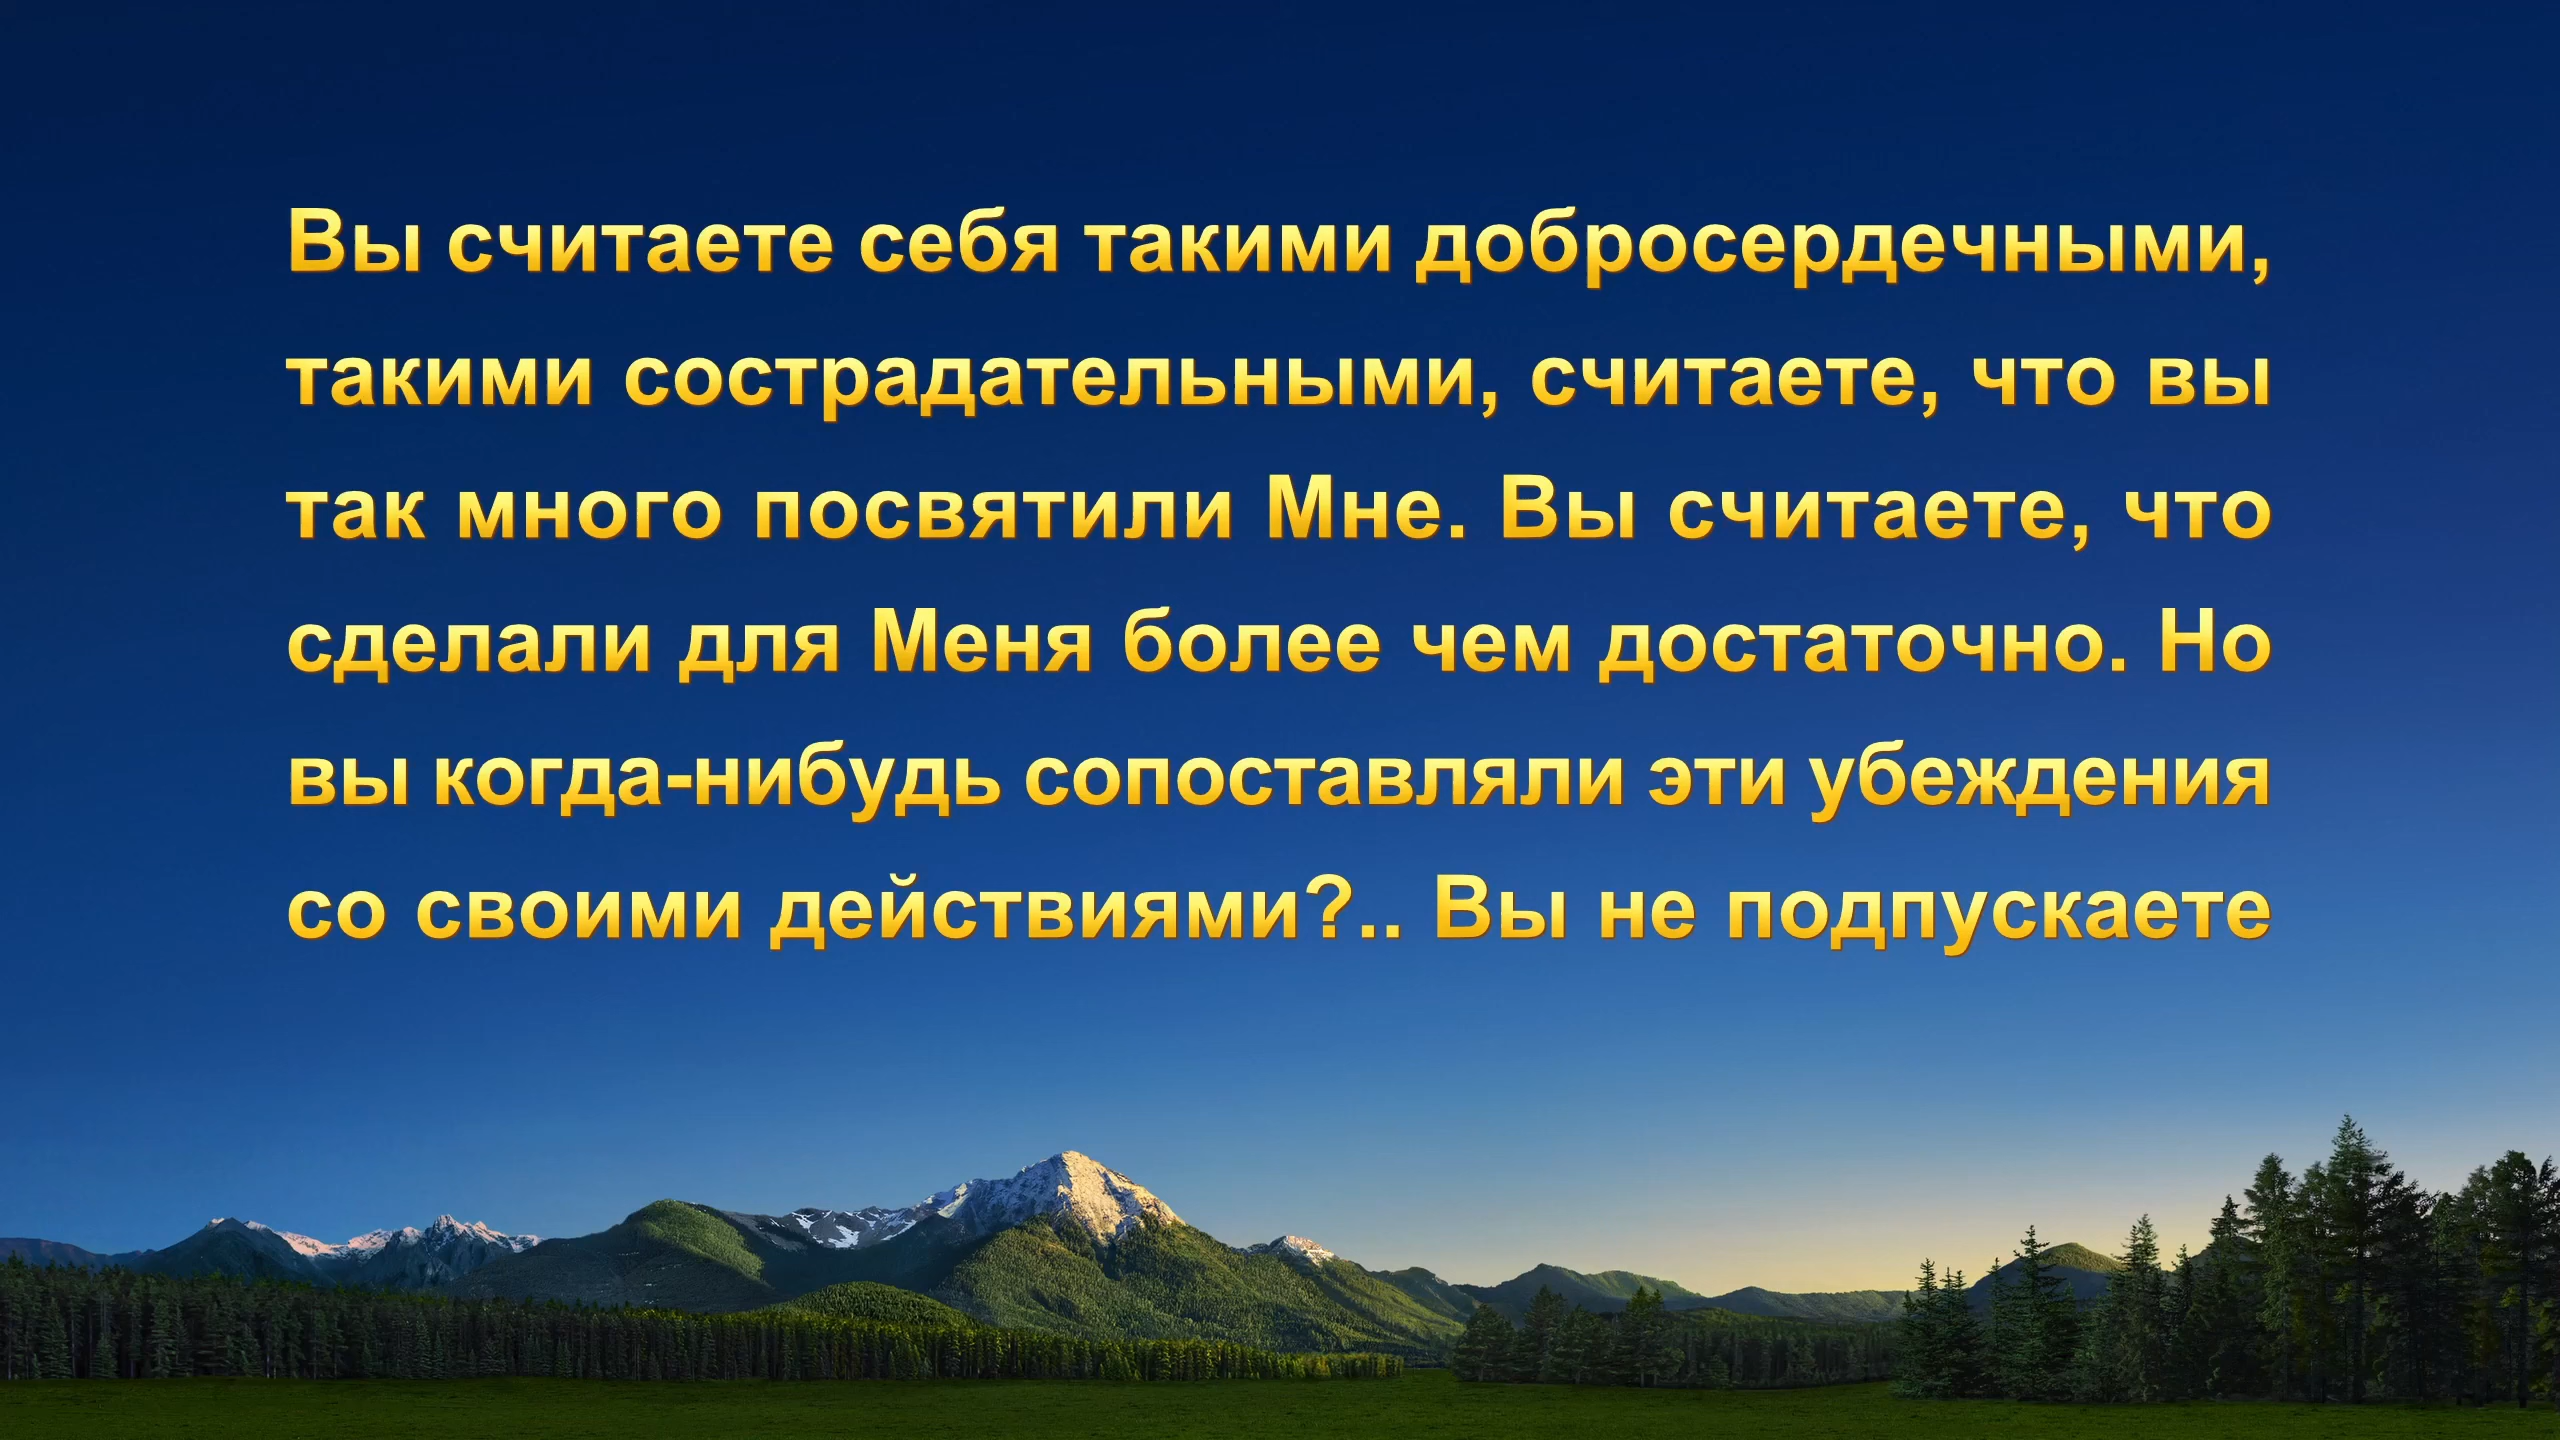 Вы считаете себя такими добросердечными,
такими сострадательными, считаете, что вы
так много посвятили Мне. Вы считаете, что
сделали для Меня более чем достаточно. Но
вы когда-нибудь сопоставляли эти убеждения
со своими действиями?.. Вы не подпускаете